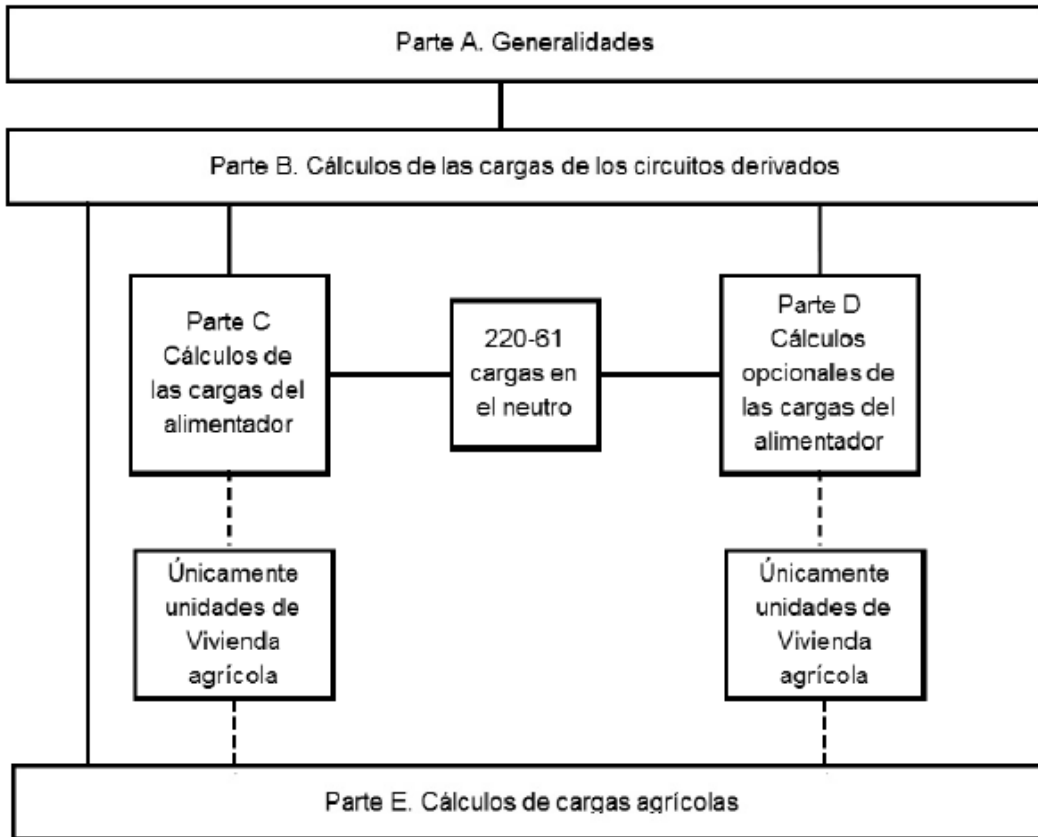 Parte A. Generalidades
Parte B. Cálculos de las cargas de los circuitos derivados
Parte C
Cálculos de
las cargas del
alimentador
220-61
cargas en
el neutro
Parte D
Cálculos
opcionales de
las cargas del
alimentador
Únicamente
unidades de
Vivienda
agrícola
Únicamente
unidades de
Vivienda
agrícola
Parte E. Cálculos de cargas agrícolas